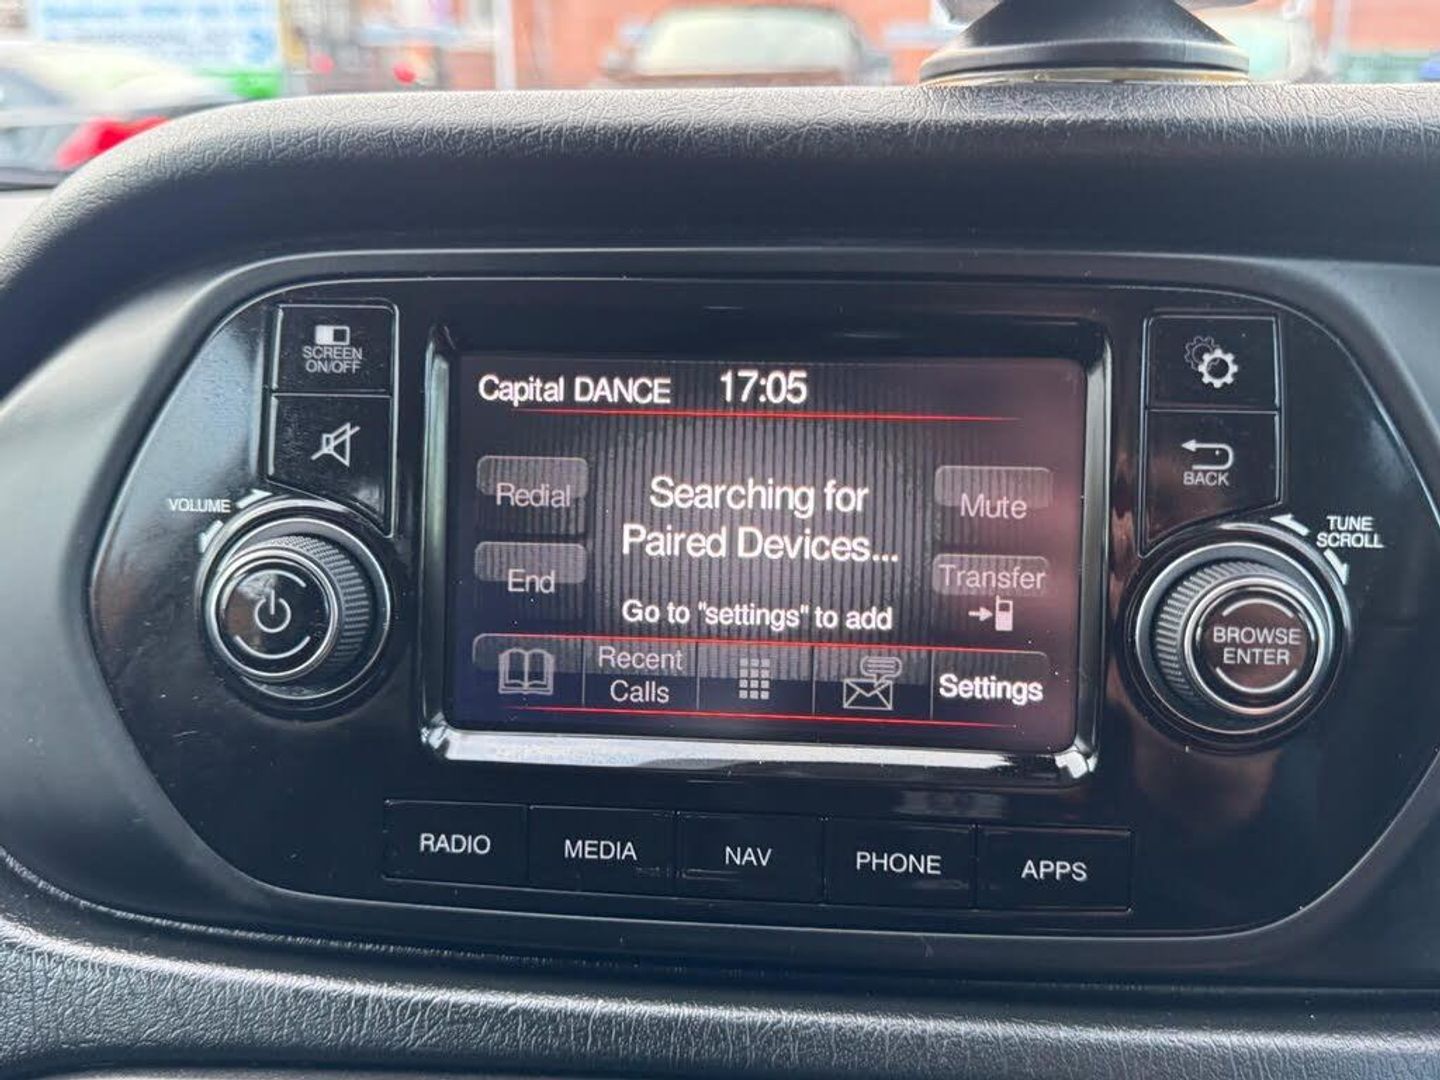 SCREEN
ON/OFF
VOLUME
Capital DANCE 17:05
Redial
End
Searching for
Paired Devices...
Go to "settings" to add
Mute
Transfer
Recent
Calls
Settings
BACK
TUNE
SCROLL
BROWSE
ENTER
RADIO
MEDIA
NAV
PHONE
APPS